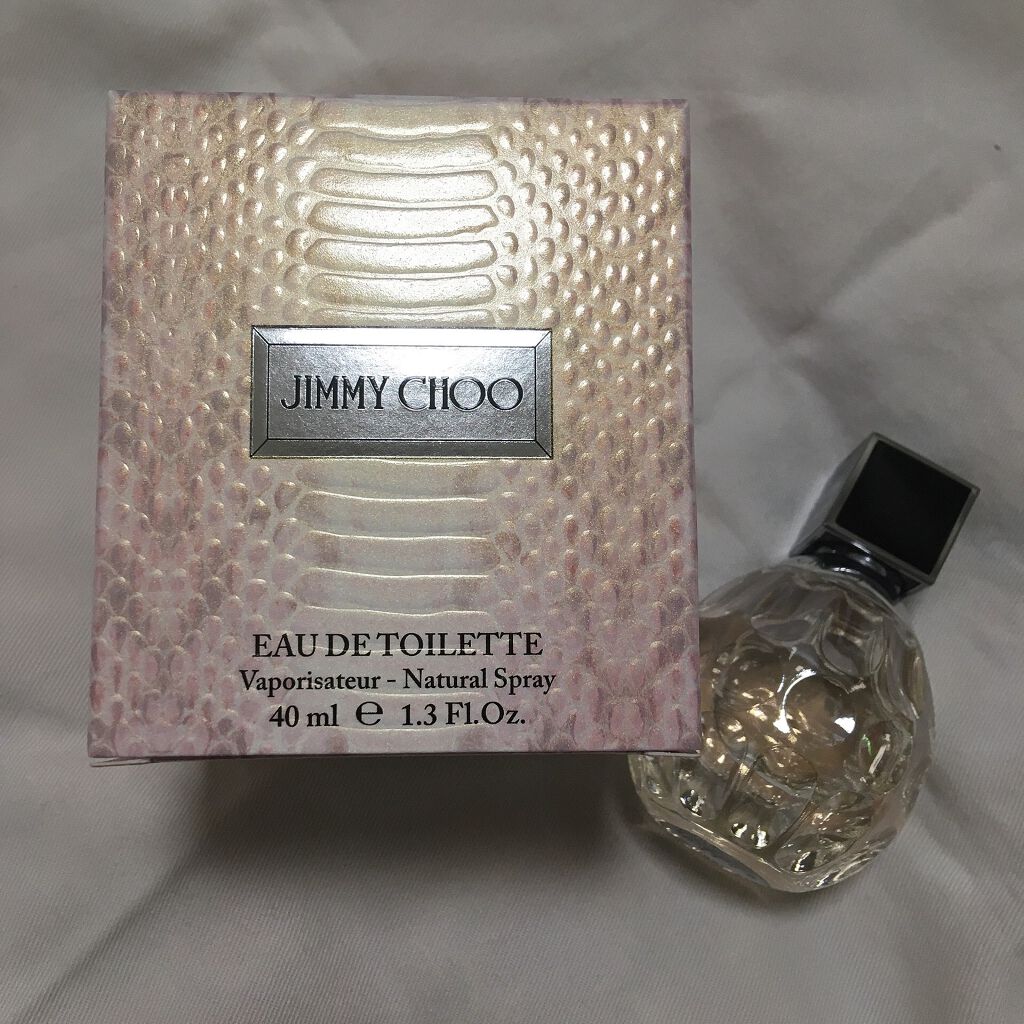 JIMMY CHOO
EAU DE TOILETTE
Vaporisateur - Natural Spray
40 ml ℮ 1.3 Fl.Oz.